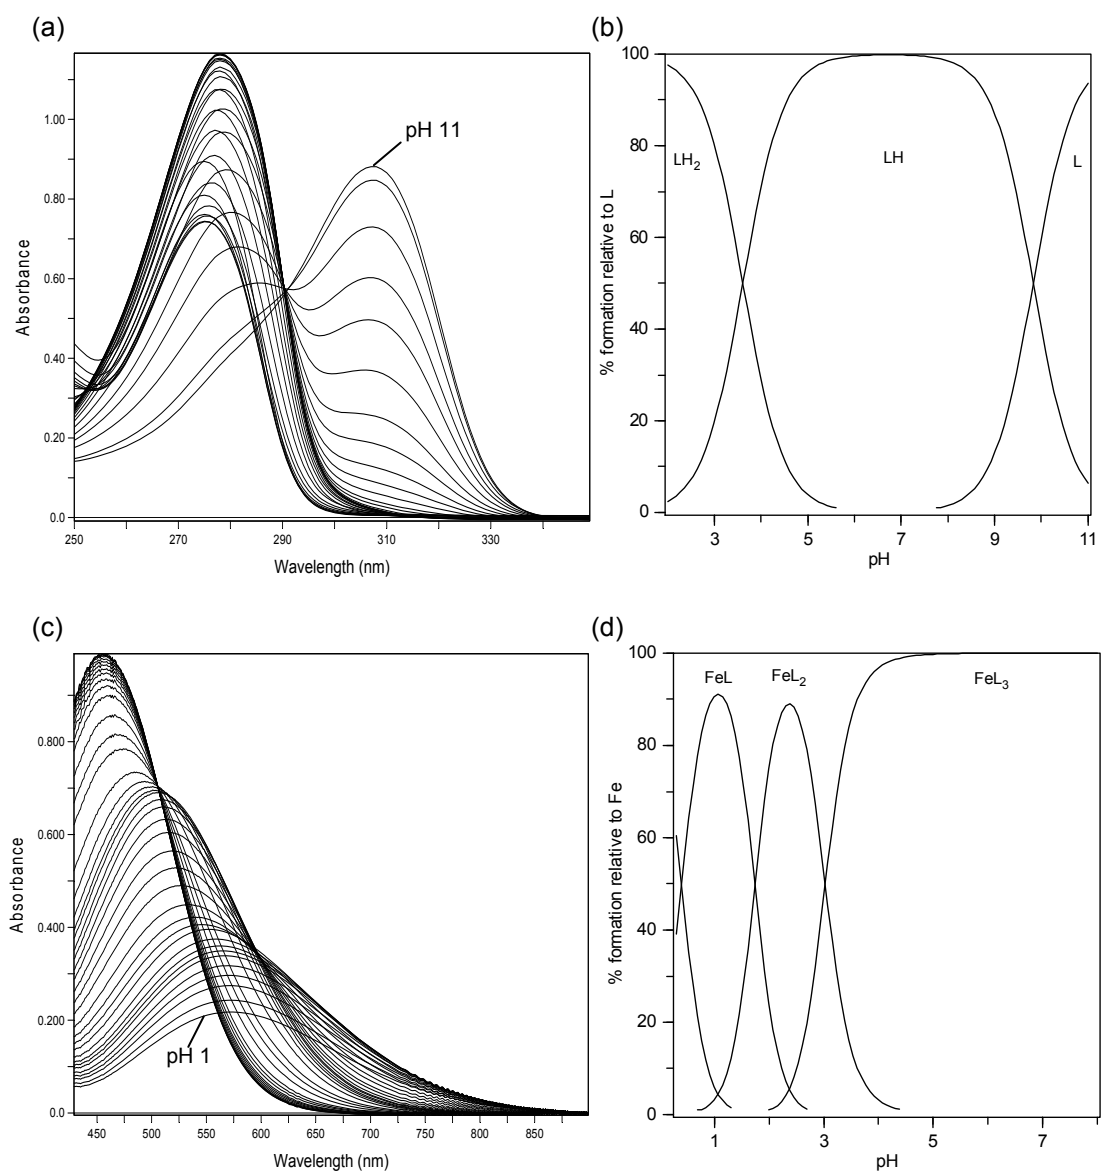 (a)
1.00
0.80
0.60
0.40
0.20
0.0
Absorbance
pH 11
250
270
290
310
330
Wavelength (nm)
(b)
100
80
60
40
20
0
% formation relative to L
LH2
LH
L
3
5
7
9
11
pH
(c)
0.800
0.600
0.400
0.200
0.0
Absorbance
pH 1
450
500
550
600
650
700
750
800
850
Wavelength (nm)
(d)
100
80
60
40
20
0
% formation relative to Fe
FeL
FeL2
FeL3
1
3
5
7
pH